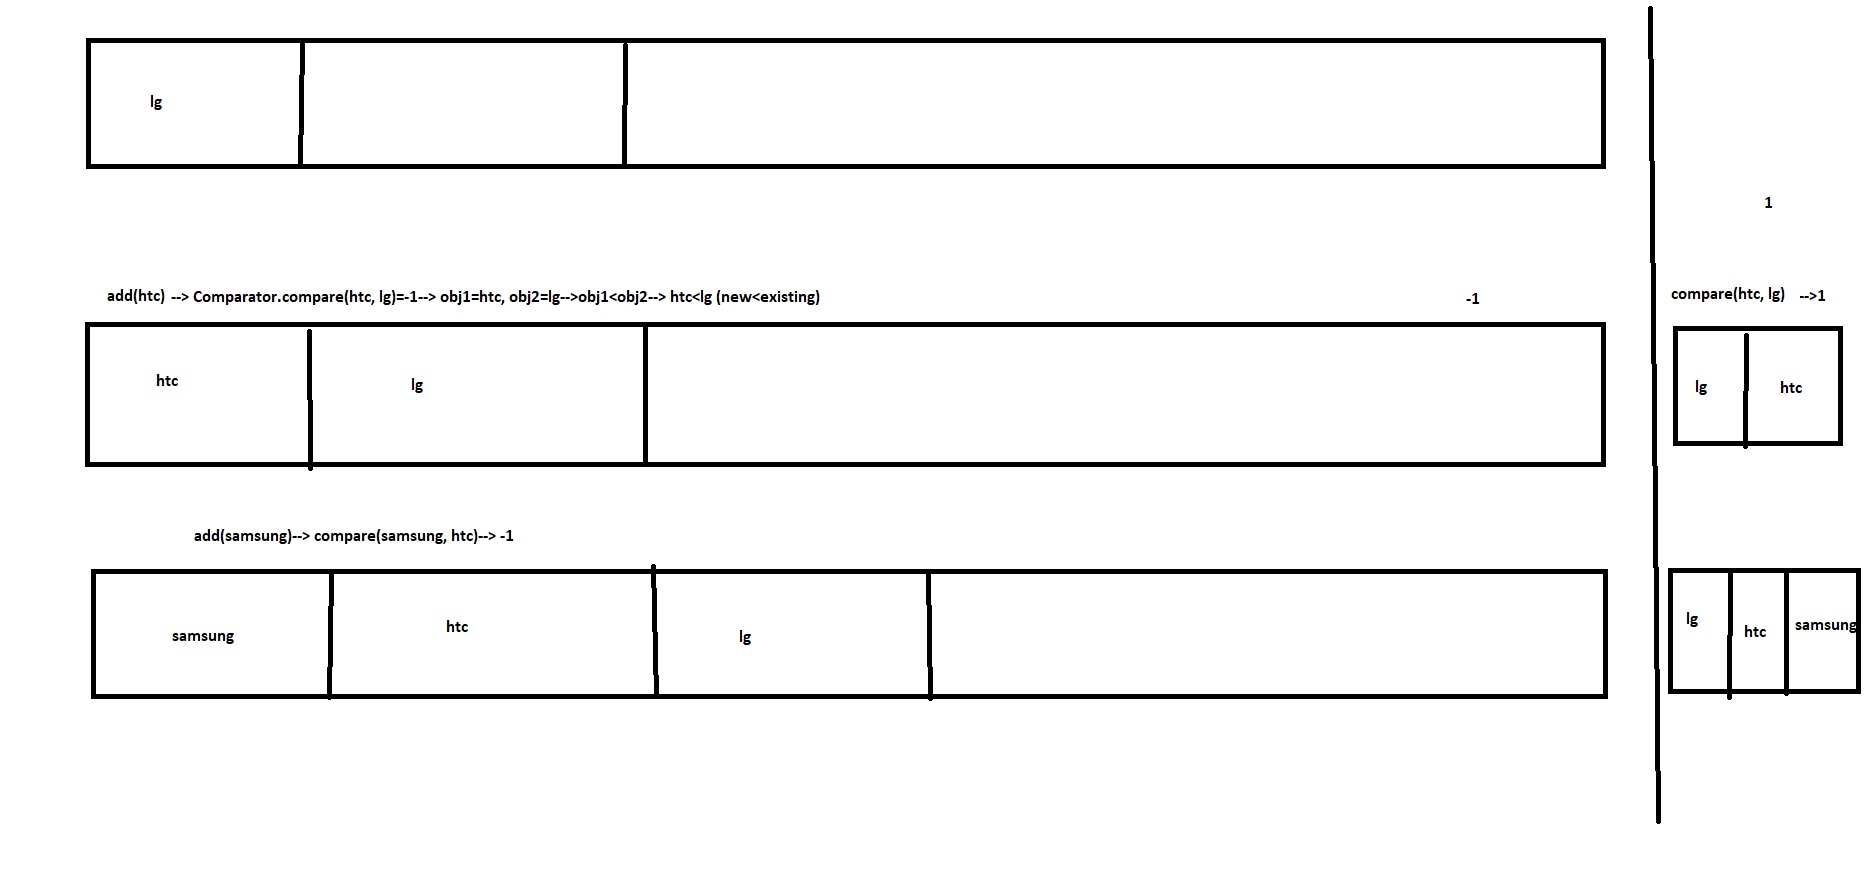 lg
1
add(htc) --> Comparator.compare(htc, lg)=-1--> obj1=htc, obj2=lg-->obj1<obj2--> htc<lg (new<existing)
-1
compare(htc, lg) -->1
htc
lg
lg
htc
add(samsung)--> compare(samsung, htc)--> -1
samsung
htc
lg
lg
htc
samsung